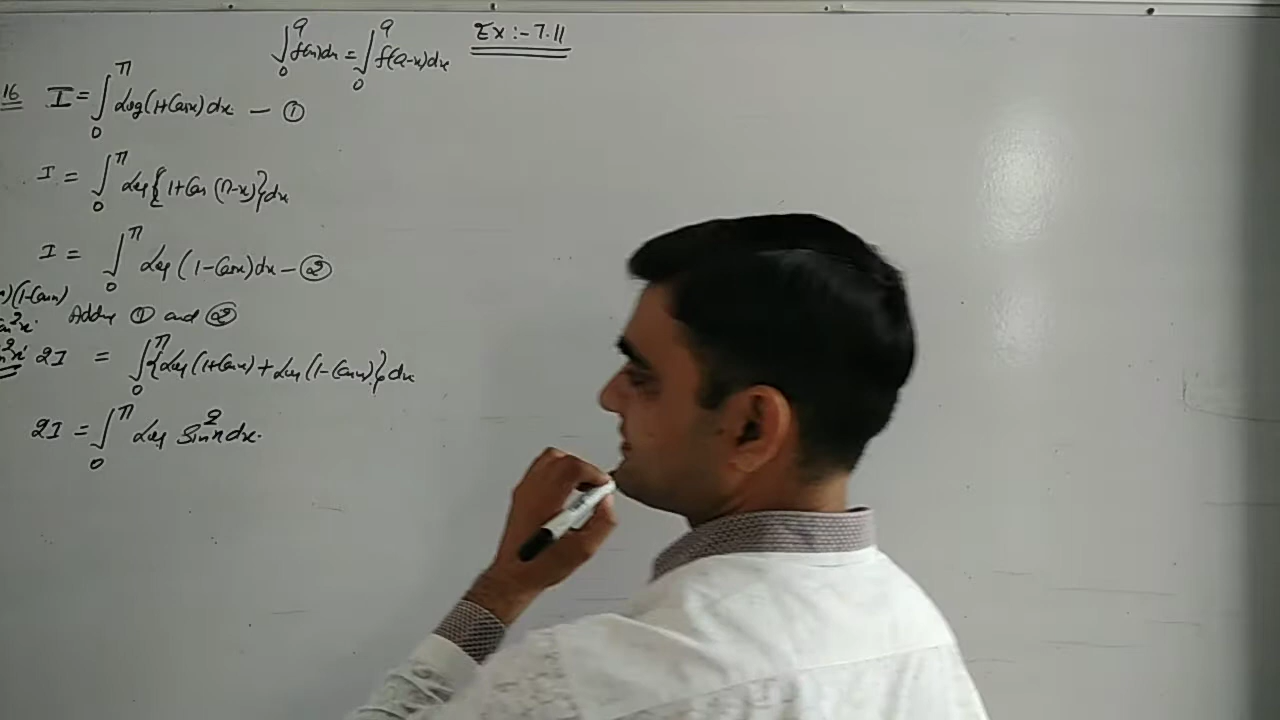 ∫₀^a f(x)dx = ∫₀^a f(a-x)dx Ex :- 7.11
16 I = ∫₀^π log(1+Cosx)dx — ①
I = ∫₀^π log{1+Cos(π-x)}dx
I = ∫₀^π log(1-Cosx)dx - ②
)(1-Cosx)
Adding ① and ②
2I = ∫₀^π {log(1+Cosx)+log(1-Cosx)}dx
2I = ∫₀^π log Sin²x dx.